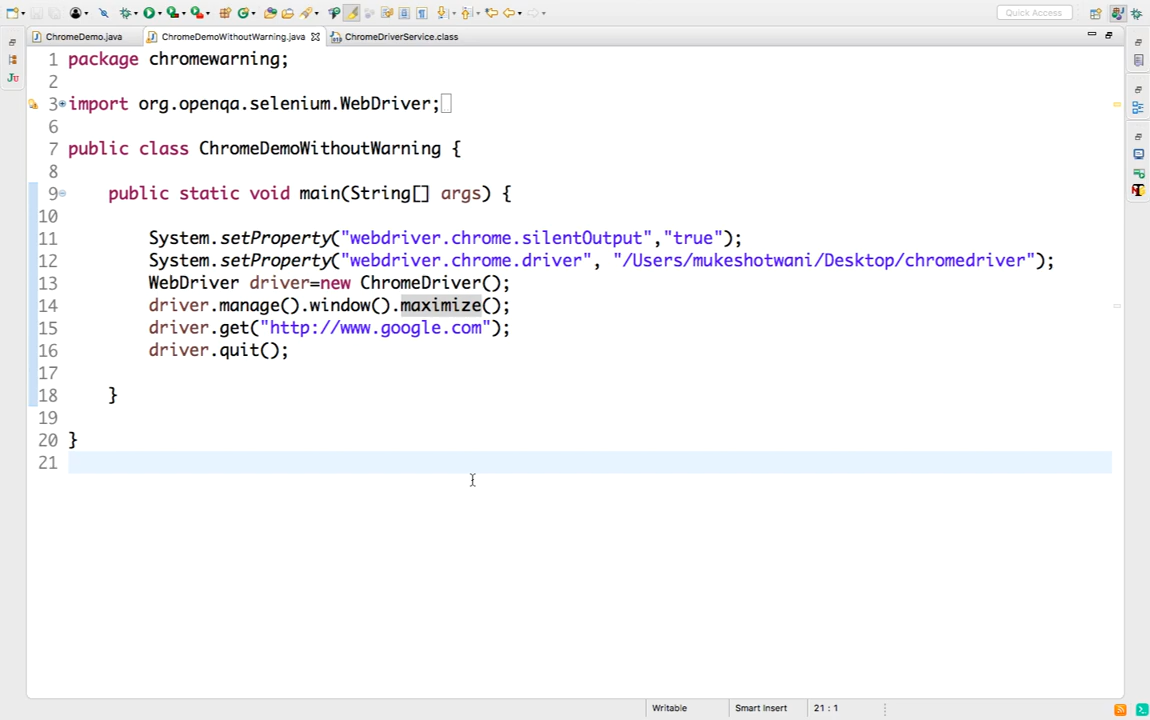 Quick Access
ChromeDemo.java
ChromeDemoWithoutWarning.java
ChromeDriverService.class
1 package chromewarning;
2
3 import org.openqa.selenium.WebDriver;
6
7 public class ChromeDemoWithoutWarning {
8
9 public static void main(String[] args) {
10
11 System.setProperty("webdriver.chrome.silentOutput","true");
12 System.setProperty("webdriver.chrome.driver", "/Users/mukeshotwani/Desktop/chromedriver");
13 WebDriver driver=new ChromeDriver();
14 driver.manage().window().maximize();
15 driver.get("http://www.google.com");
16 driver.quit();
17
18 }
19
20 }
21
Writable Smart Insert 21 : 1